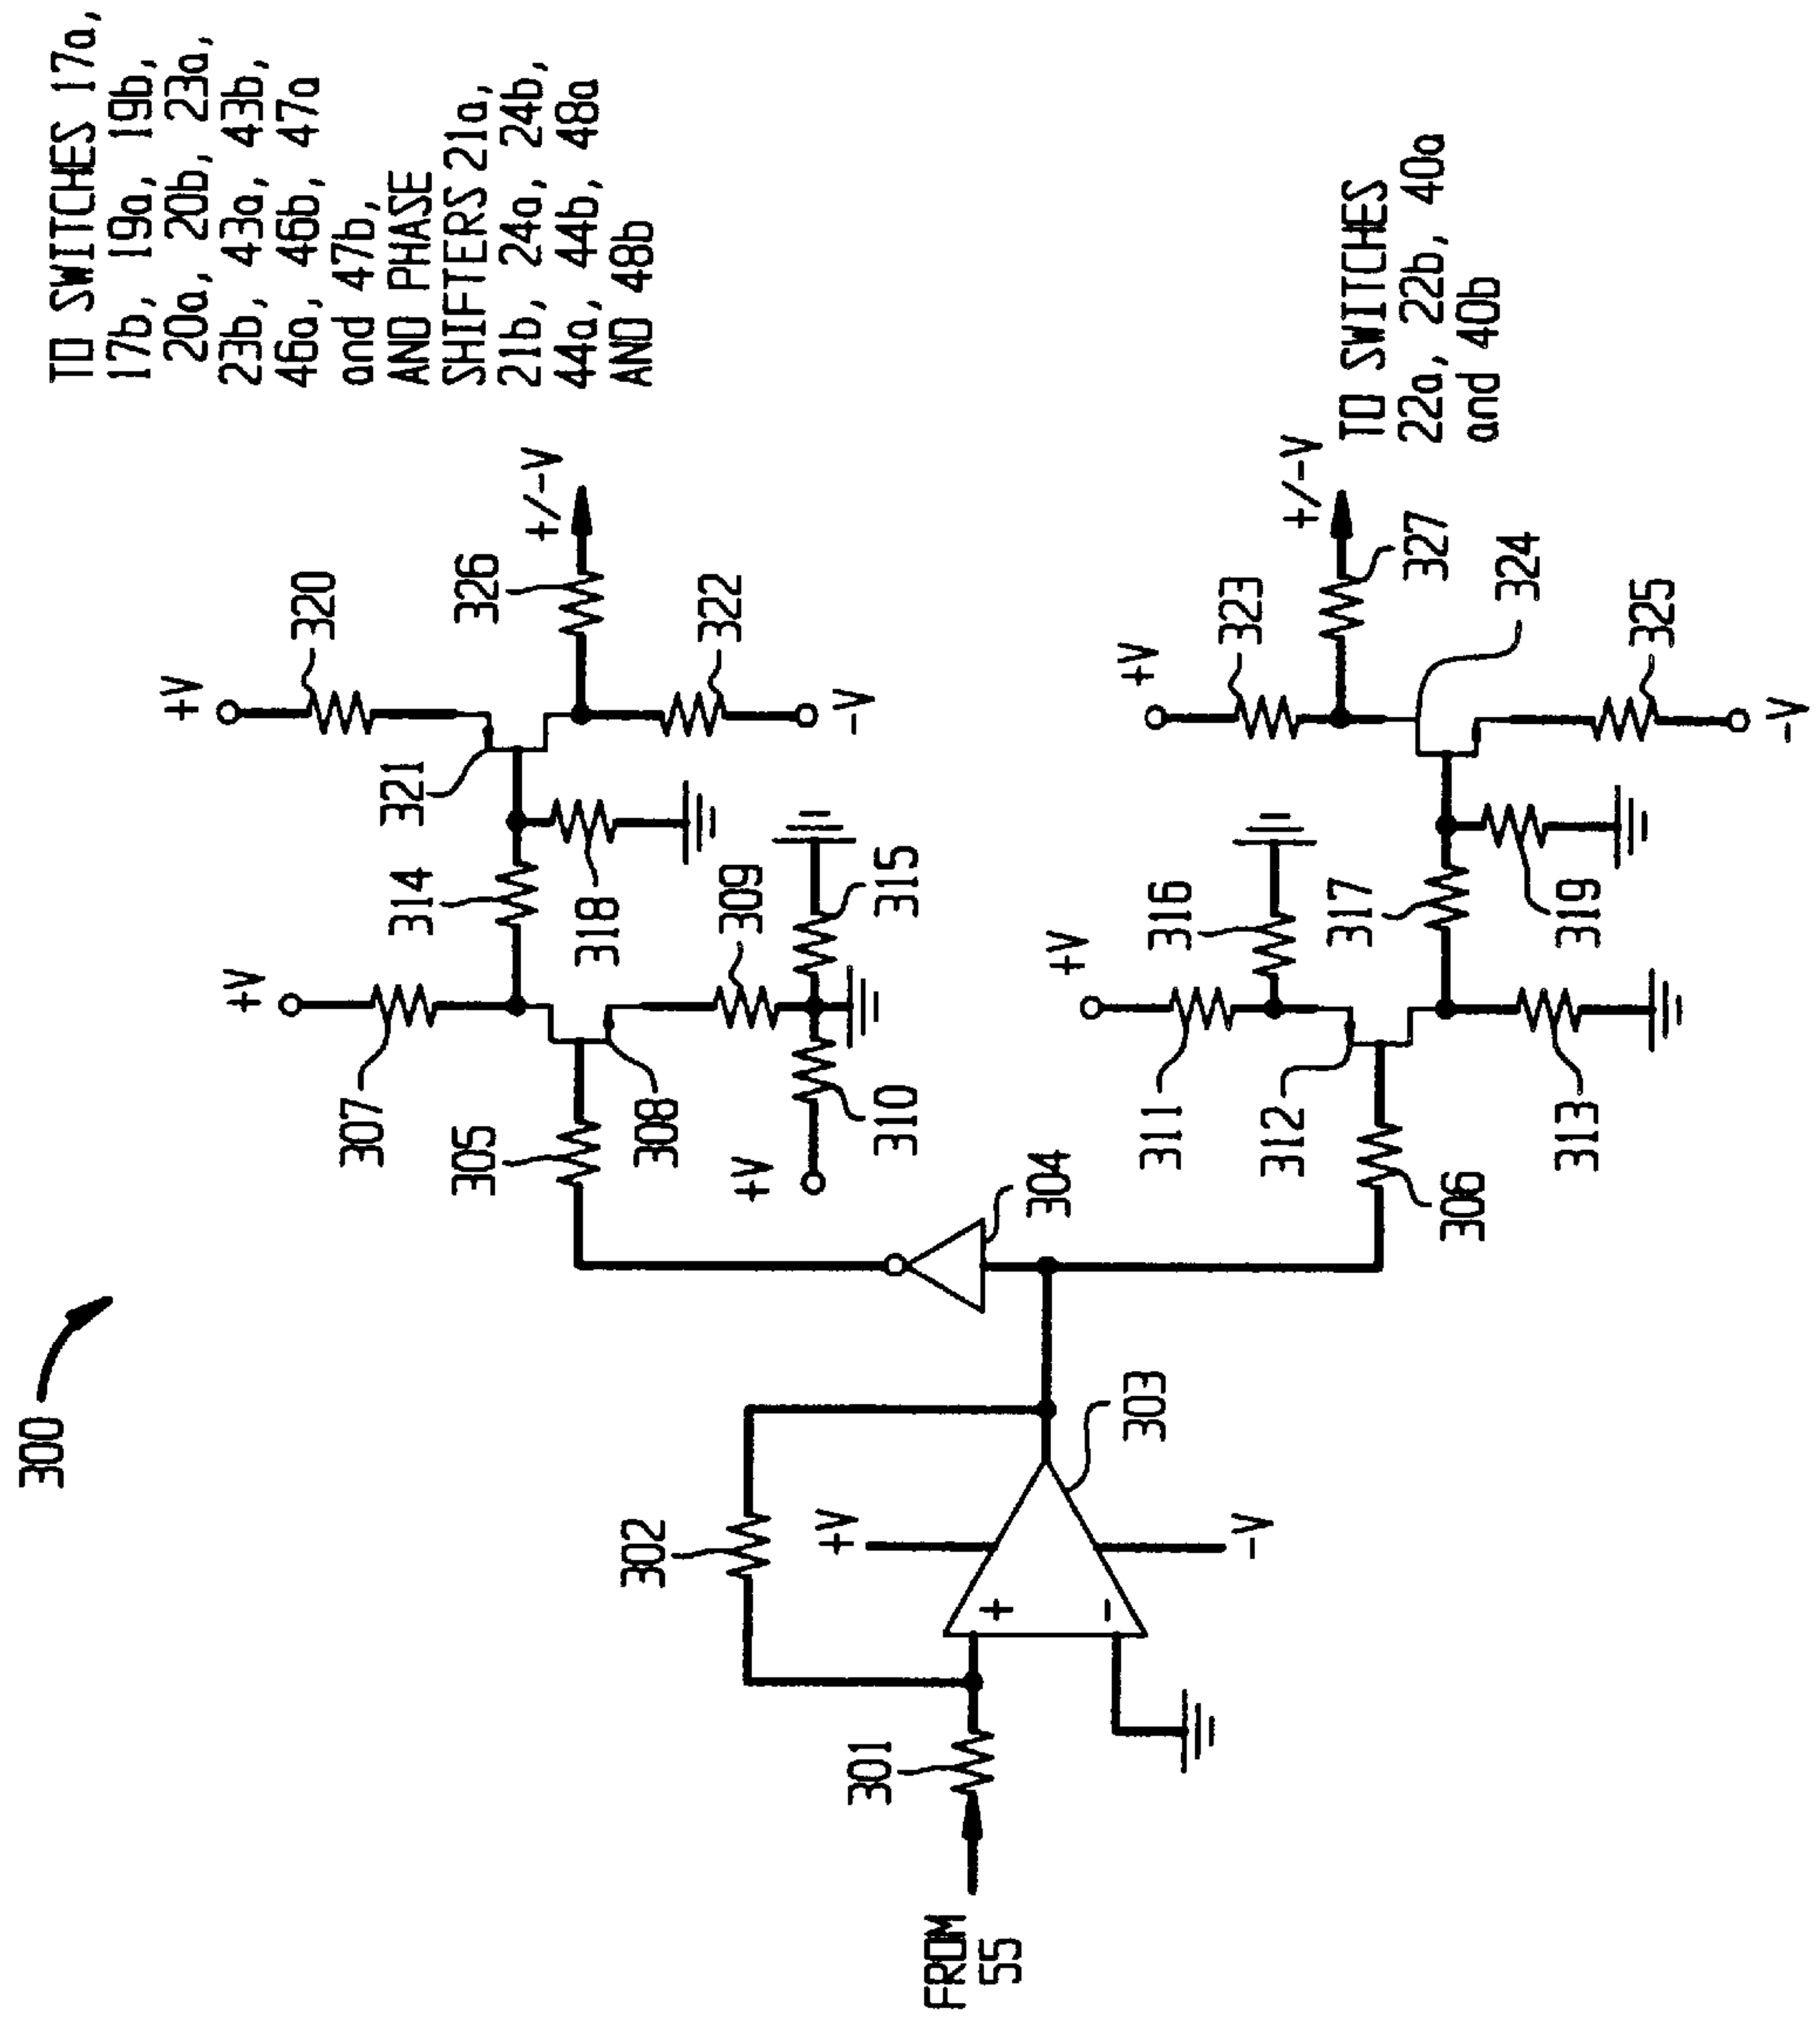 300
FROM
55
301
302
+V
+
-
-V
303
304
305
306
+V
307
308
309
+V
310
315
314
318
+V
320
321
322
-V
326
+/-V
TO SWITCHES 17a,
17b, 19a, 19b,
20a, 20b, 23a,
23b, 43a, 43b,
46a, 46b, 47a
and 47b,
AND PHASE
SHIFTERS 21a,
21b, 24a, 24b,
44a, 44b, 48a
AND 48b
+V
311
312
313
316
317
319
+V
323
324
325
-V
327
+/-V
TO SWITCHES
22a, 22b, 40a
and 40b